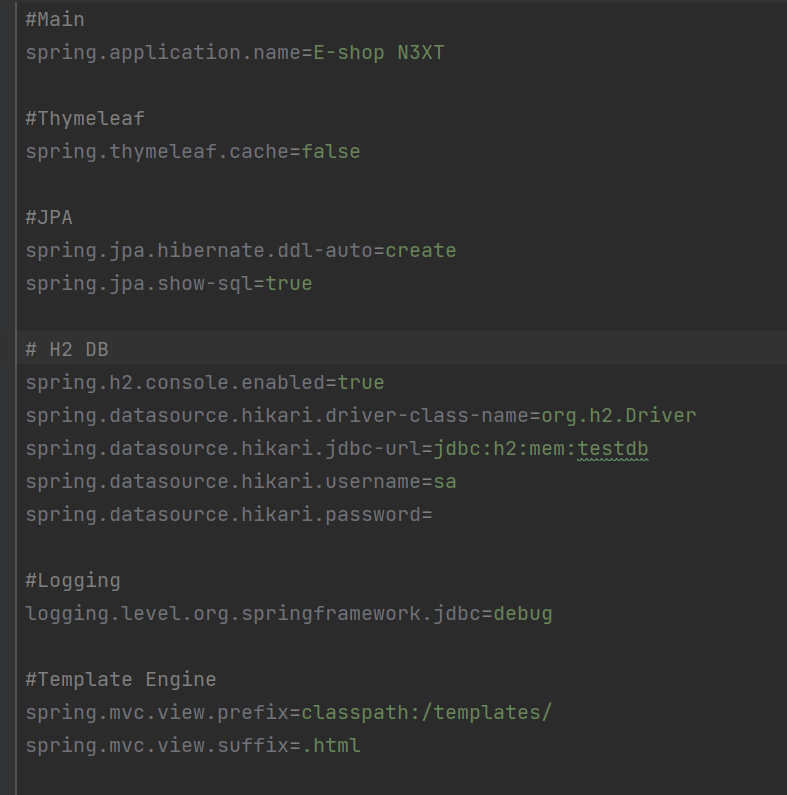 #Main
spring.application.name=E-shop N3XT
#Thymeleaf
spring.thymeleaf.cache=false
#JPA
spring.jpa.hibernate.ddl-auto=create
spring.jpa.show-sql=true
# H2 DB
spring.h2.console.enabled=true
spring.datasource.hikari.driver-class-name=org.h2.Driver
spring.datasource.hikari.jdbc-url=jdbc:h2:mem:testdb
spring.datasource.hikari.username=sa
spring.datasource.hikari.password=
#Logging
logging.level.org.springframework.jdbc=debug
#Template Engine
spring.mvc.view.prefix=classpath:/templates/
spring.mvc.view.suffix=.html